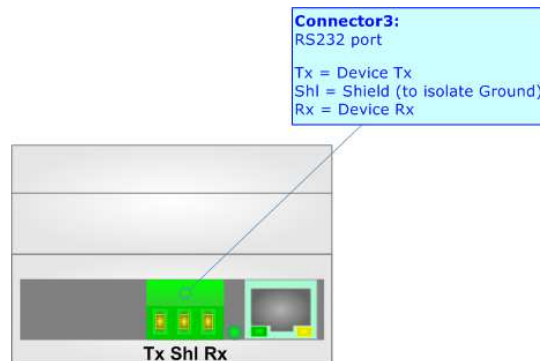 Connector3:
RS232 port
Tx = Device Tx
Shl = Shield (to isolate Ground)
Rx = Device Rx
Tx Shl Rx